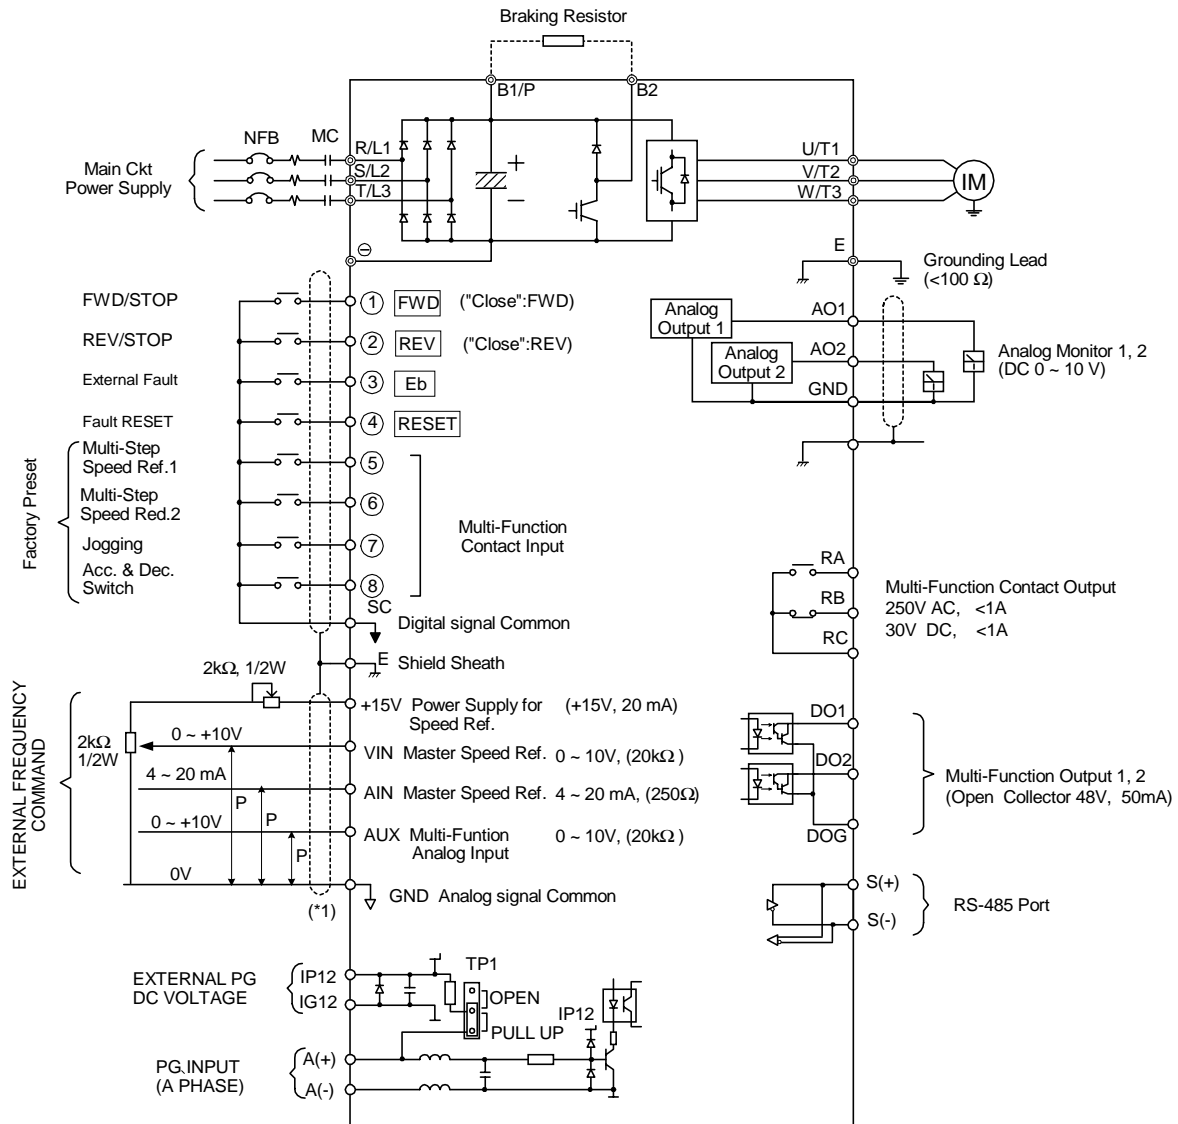 Braking Resistor
B1/P
B2
NFB
MC
R/L1
S/L2
T/L3
Main Ckt
Power Supply
+
−
U/T1
V/T2
W/T3
IM
⊖
E
Grounding Lead
(<100 Ω)
FWD/STOP
1
FWD
("Close":FWD)
REV/STOP
2
REV
("Close":REV)
External Fault
3
Eb
Fault RESET
4
RESET
Factory Preset
Multi-Step
Speed Ref.1
5
Multi-Step
Speed Red.2
6
Jogging
7
Acc. & Dec.
Switch
8
Multi-Function
Contact Input
SC
Digital signal Common
E
Shield Sheath
Analog
Output 1
AO1
Analog
Output 2
AO2
GND
Analog Monitor 1, 2
(DC 0 ~ 10 V)
RA
RB
RC
Multi-Function Contact Output
250V AC, <1A
30V DC, <1A
EXTERNAL FREQUENCY
COMMAND
2kΩ, 1/2W
2kΩ
1/2W
+15V Power Supply for
Speed Ref.
(+15V, 20 mA)
0 ~ +10V
VIN Master Speed Ref. 0 ~ 10V, (20kΩ )
4 ~ 20 mA
AIN Master Speed Ref. 4 ~ 20 mA, (250Ω)
P
P
P
0 ~ +10V
AUX Multi-Funtion
Analog Input
0 ~ 10V, (20kΩ )
0V
GND Analog signal Common
(*1)
DO1
DO2
DOG
Multi-Function Output 1, 2
(Open Collector 48V, 50mA)
S(+)
S(-)
RS-485 Port
EXTERNAL PG
DC VOLTAGE
IP12
IG12
TP1
OPEN
PULL UP
IP12
PG.INPUT
(A PHASE)
A(+)
A(-)